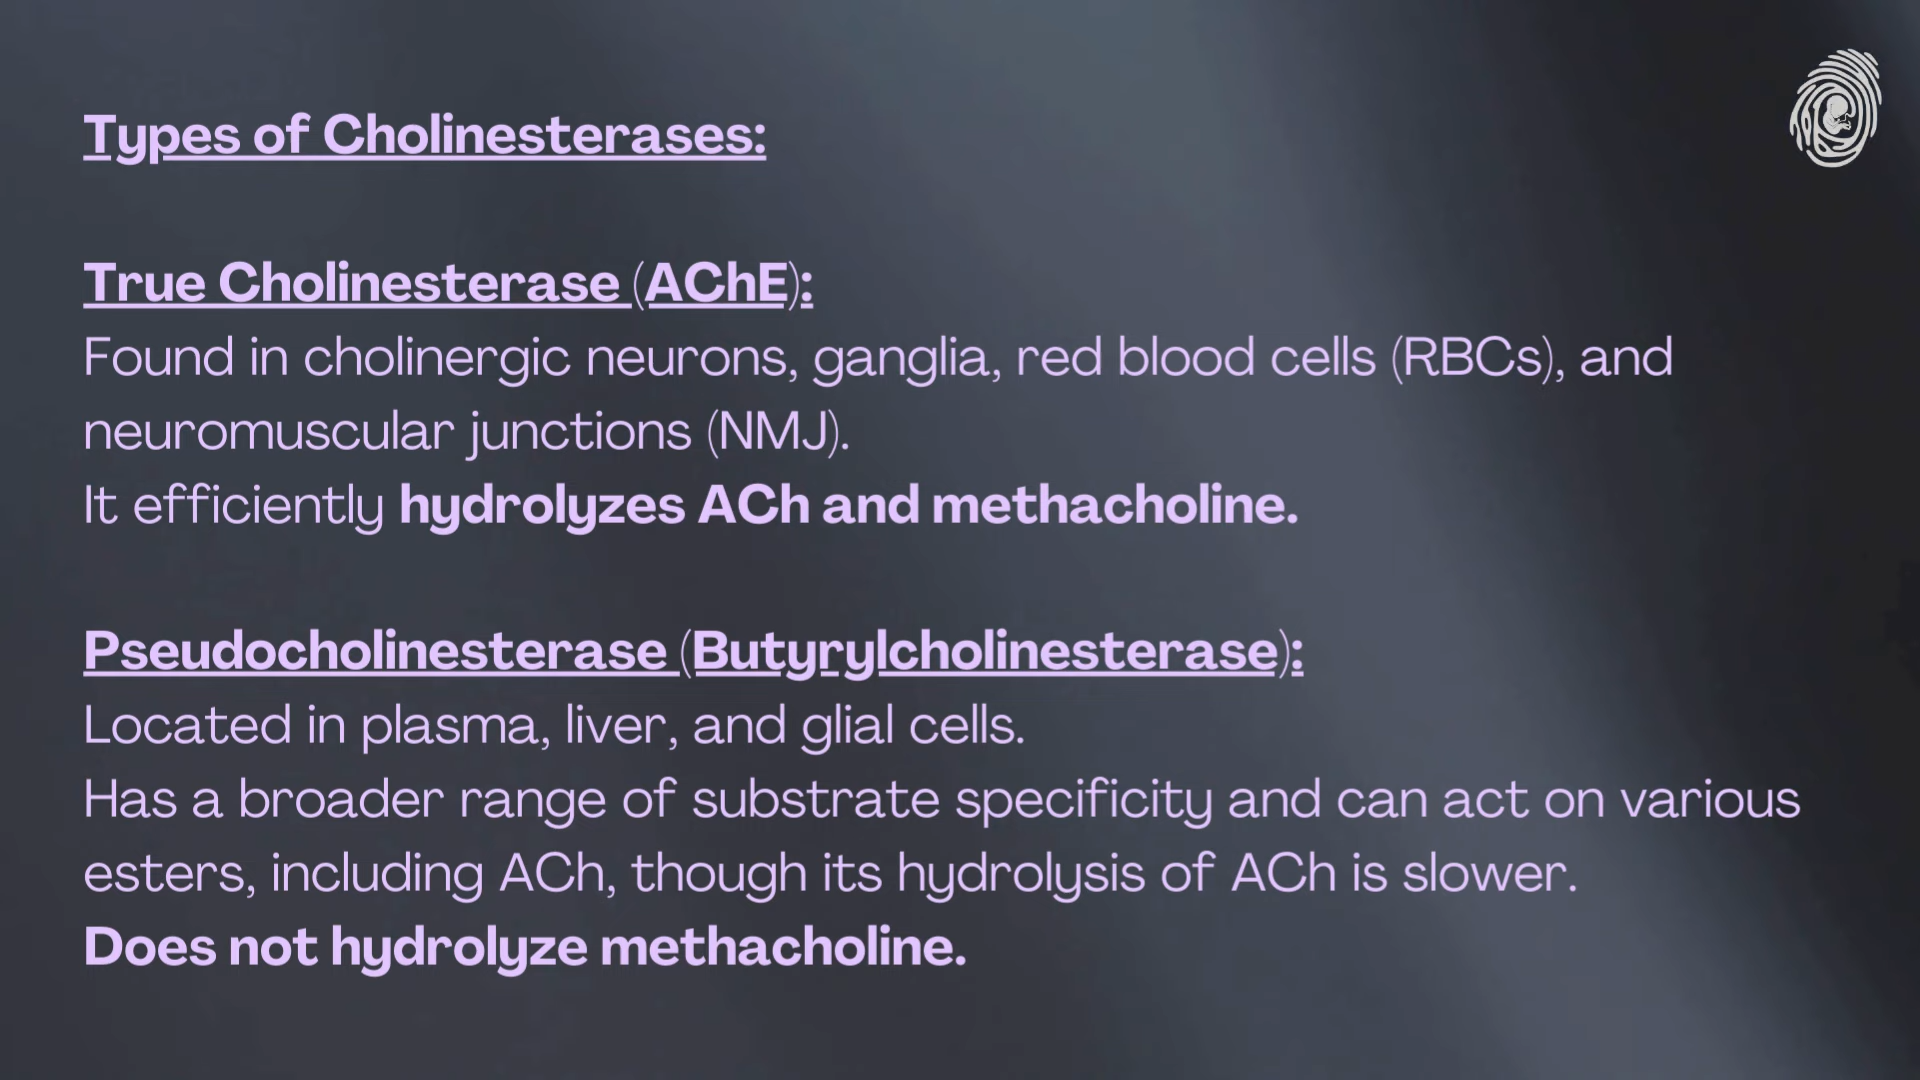 Types of Cholinesterases:
True Cholinesterase (AChE):
Found in cholinergic neurons, ganglia, red blood cells (RBCs), and
neuromuscular junctions (NMJ).
It efficiently hydrolyzes ACh and methacholine.
Pseudocholinesterase (Butyrylcholinesterase):
Located in plasma, liver, and glial cells.
Has a broader range of substrate specificity and can act on various
esters, including ACh, though its hydrolysis of ACh is slower.
Does not hydrolyze methacholine.